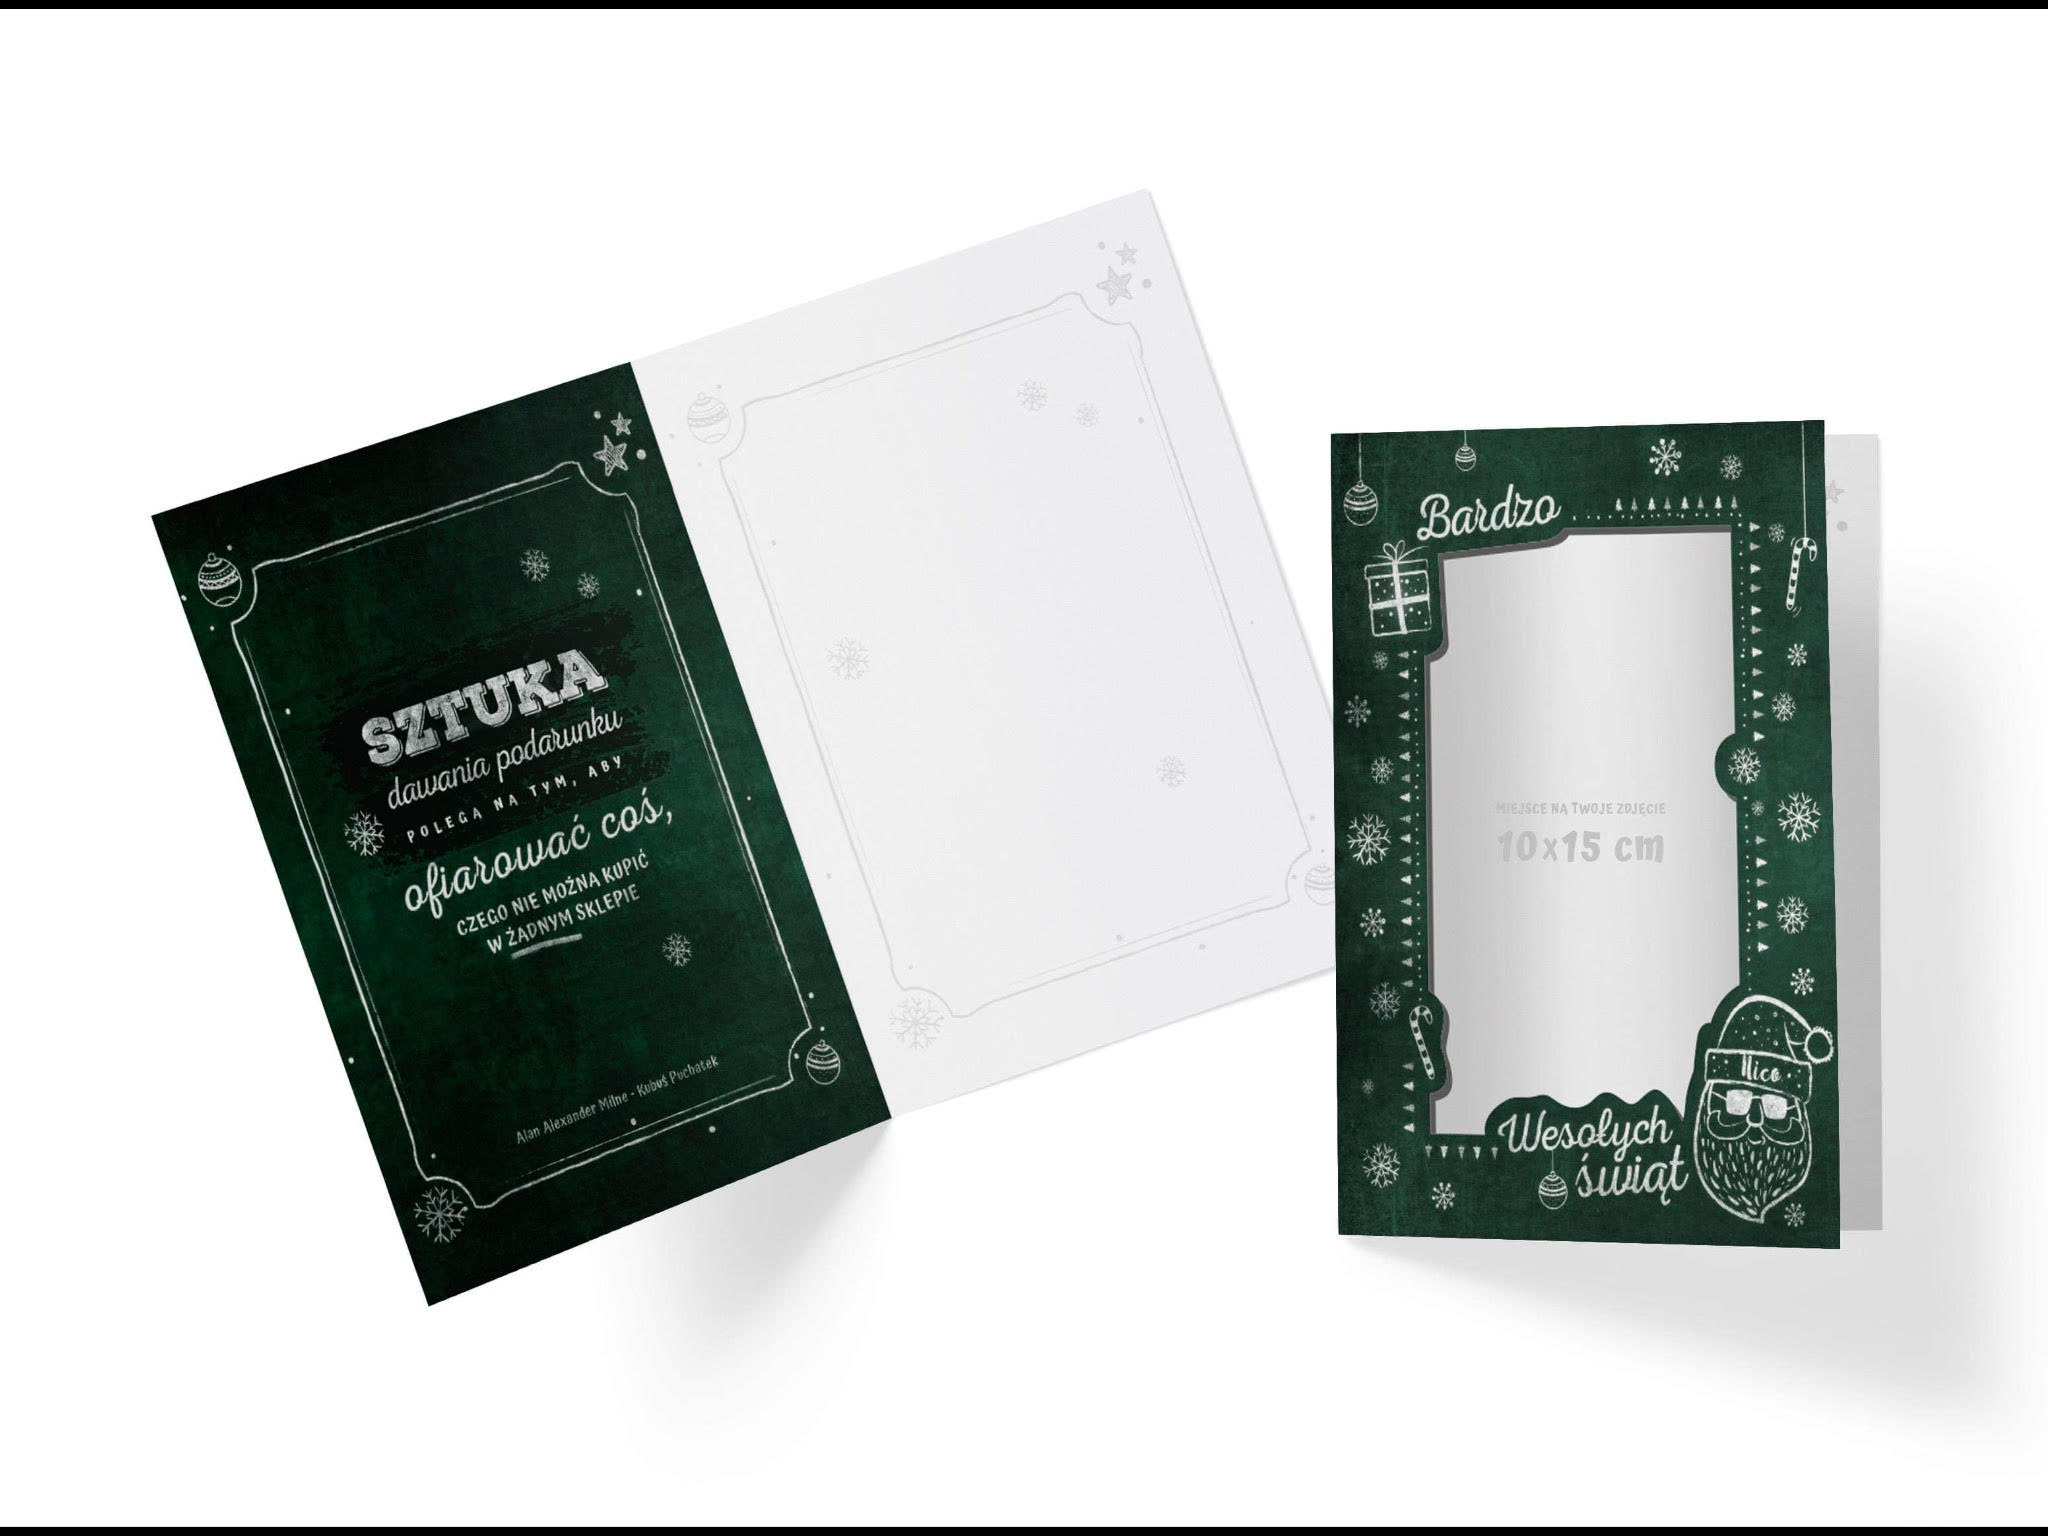 SZTUKA
dawania podarunku
POLEGA NA TYM, ABY
ofiarować coś,
CZEGO NIE MOŻNA KUPIĆ
W ŻADNYM SKLEPIE
Alan Alexander Milne - Kubuś Puchatek
Bardzo
MIEJSCE NA TWOJE ZDJĘCIE
10x15 cm
Nico
Wesołych
świąt